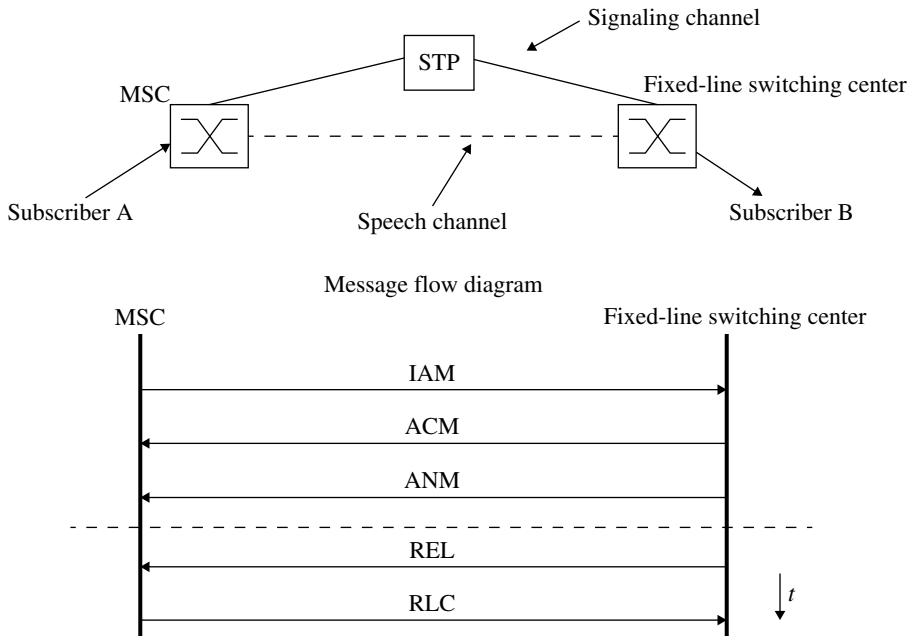 Signaling channel
STP
MSC
Fixed-line switching center
Subscriber A
Speech channel
Subscriber B
Message flow diagram
MSC
Fixed-line switching center
IAM
ACM
ANM
REL
RLC
t